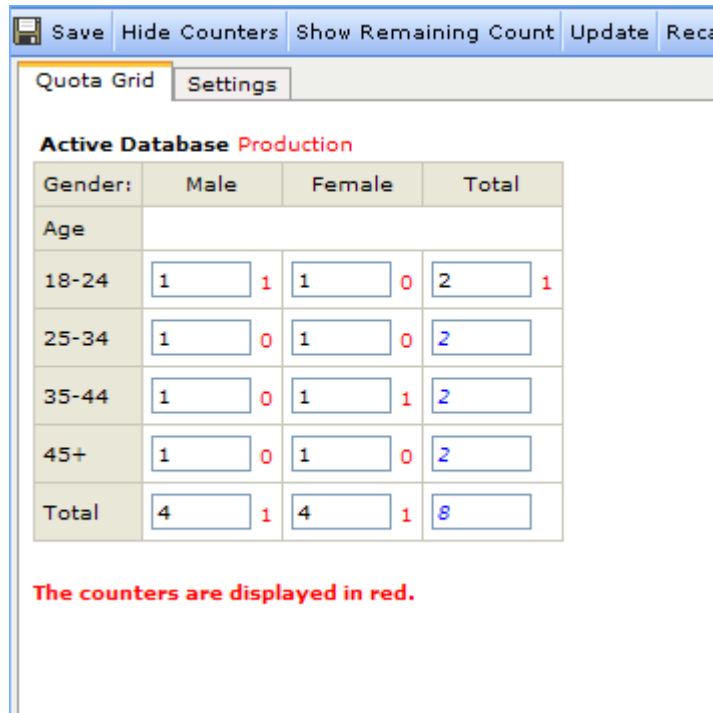 Save Hide Counters Show Remaining Count Update
Quota Grid Settings
Active Database Production
Gender: Male Female Total
Age
18-24 1 1 1 0 2 1
25-34 1 0 1 0 2
35-44 1 0 1 1 2
45+ 1 0 1 0 2
Total 4 1 4 1 8
The counters are displayed in red.